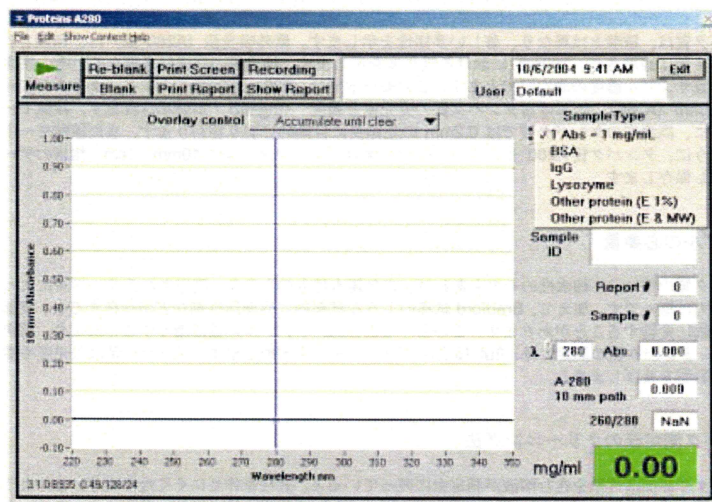 Proteins A280
File Edit Show Context Help
Measure
Re-blank Print Screen Recording
Blank Print Report Show Report
10/6/2004 9:41 AM Exit
User Default
Overlay control Accumulate until clear
Sample Type
✓1 Abs = 1 mg/mL
BSA
IgG
Lysozyme
Other protein (E 1%)
Other protein (E & MW)
Sample ID
Report # 0
Sample # 0
λ 280 Abs 0.000
A-280
10 mm path 0.000
260/280 NaN
mg/ml 0.00
10 mm Absorbance
1.00
0.90
0.80
0.70
0.60
0.50
0.40
0.30
0.20
0.10
0.00
-0.10
220 230 240 250 260 270 280 290 300 310 320 330 340 350
Wavelength nm